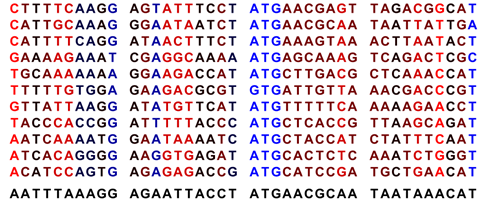 CTTTTCAAGG AGTATTTCCT ATGAACGAGT TAGACGGCAT
CATTGCAAGG GGAATAATCT ATGAACGCAA TAATTATTGA
CATTTTCAGG ATAACTTTCT ATGAAAGTAA ACTTAATACT
GAAAAGAAAT CGAGGCAAAA ATGAGCAAAG TCAGACTCGC
TGCAAAAAAA GGAAGACCAT ATGCTTGACG CTCAAACCAT
TTTTTGTGGA GAAGACGCGT GTGATTGTTA AACGACCCGT
GTTATTAAGG ATATGTTCAT ATGTTTTTCA AAAAGAACCT
TACCCACCGG ATTTTTACCC ATGCTCACCG TTAAGCAGAT
AATCAAAATG GAATAAAATC ATGCTACCAT CTATTTCAAT
ATCACAGGGG AAGGTGAGAT ATGCACTCTC AAATCTGGGT
ACATCCAGTG AGAGAGACCG ATGCATCCGA TGCTGAACAT
AATTTAAAGG AGAATTACCT ATGAACGCAA TAATAAACAT